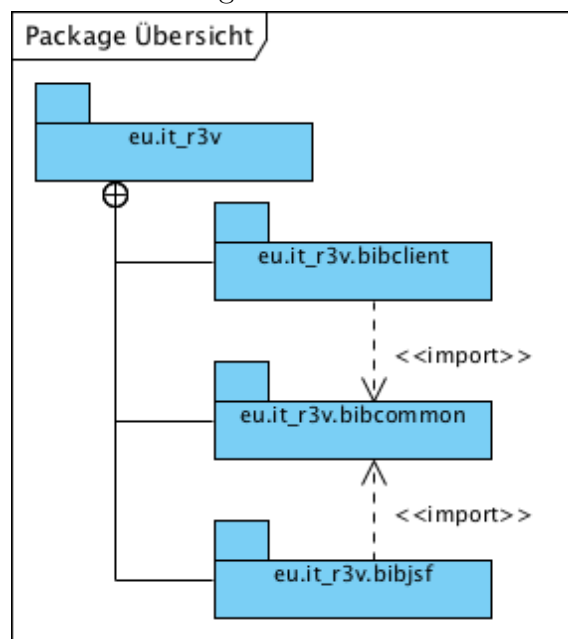 Package Übersicht
eu.it_r3v
eu.it_r3v.bibclient
<<import>>
eu.it_r3v.bibcommon
<<import>>
eu.it_r3v.bibjsf